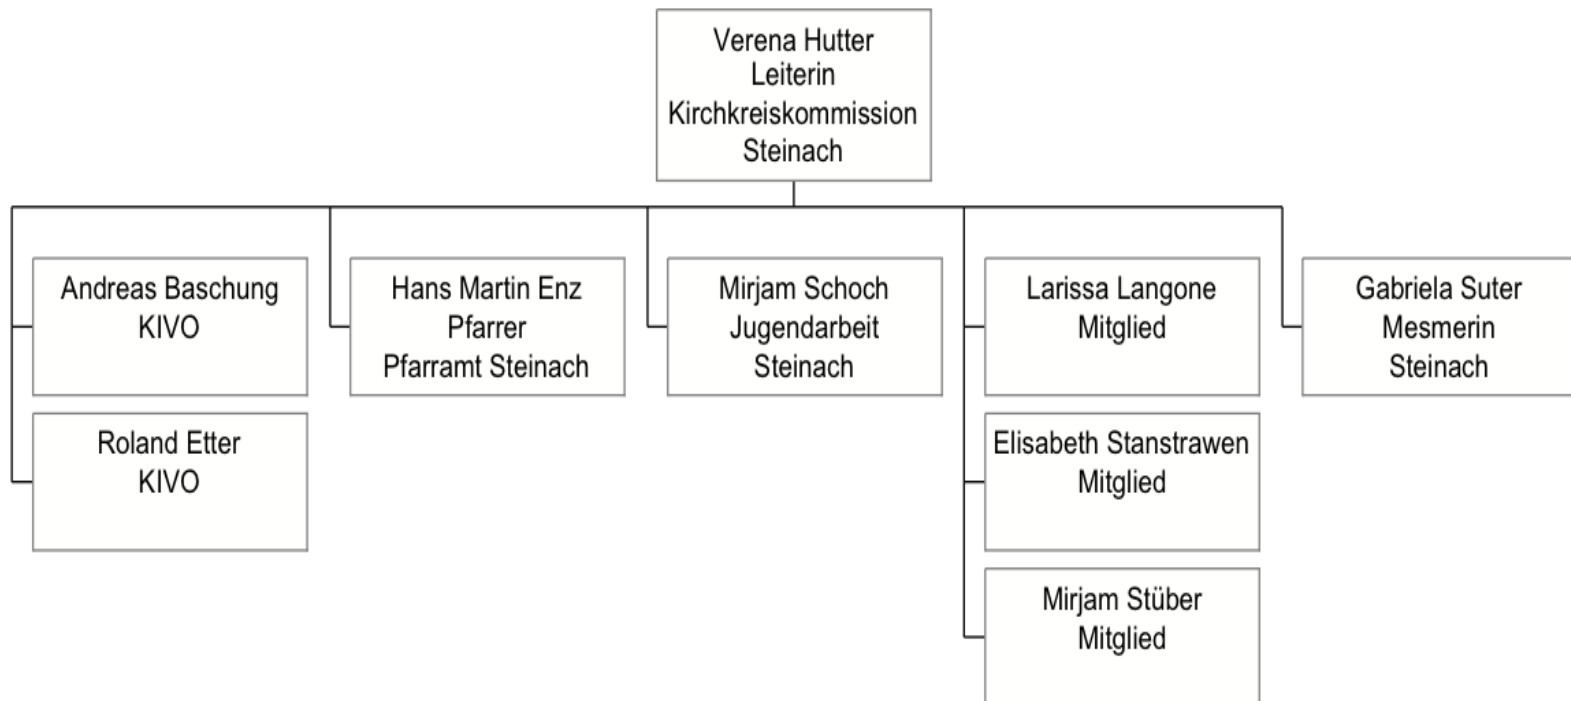 Verena Hutter
Leiterin
Kirchkreiskommission
Steinach
Andreas Baschung
KIVO
Roland Etter
KIVO
Hans Martin Enz
Pfarrer
Pfarramt Steinach
Mirjam Schoch
Jugendarbeit
Steinach
Larissa Langone
Mitglied
Elisabeth Stanstrawen
Mitglied
Mirjam Stüber
Mitglied
Gabriela Suter
Mesmerin
Steinach